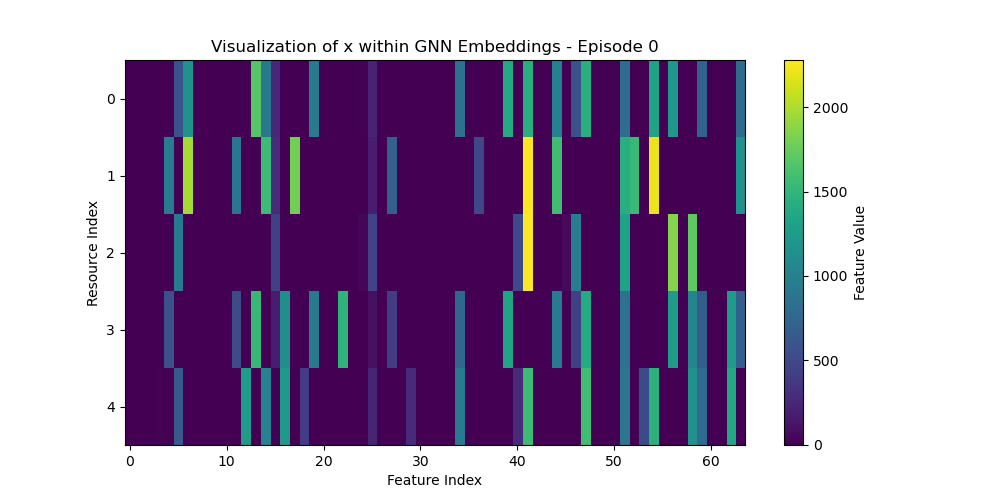 Visualization of x within GNN Embeddings - Episode 0
Resource Index
0
1
2
3
4
0 10 20 30 40 50 60
Feature Index
2000
1500
1000
500
0
Feature Value